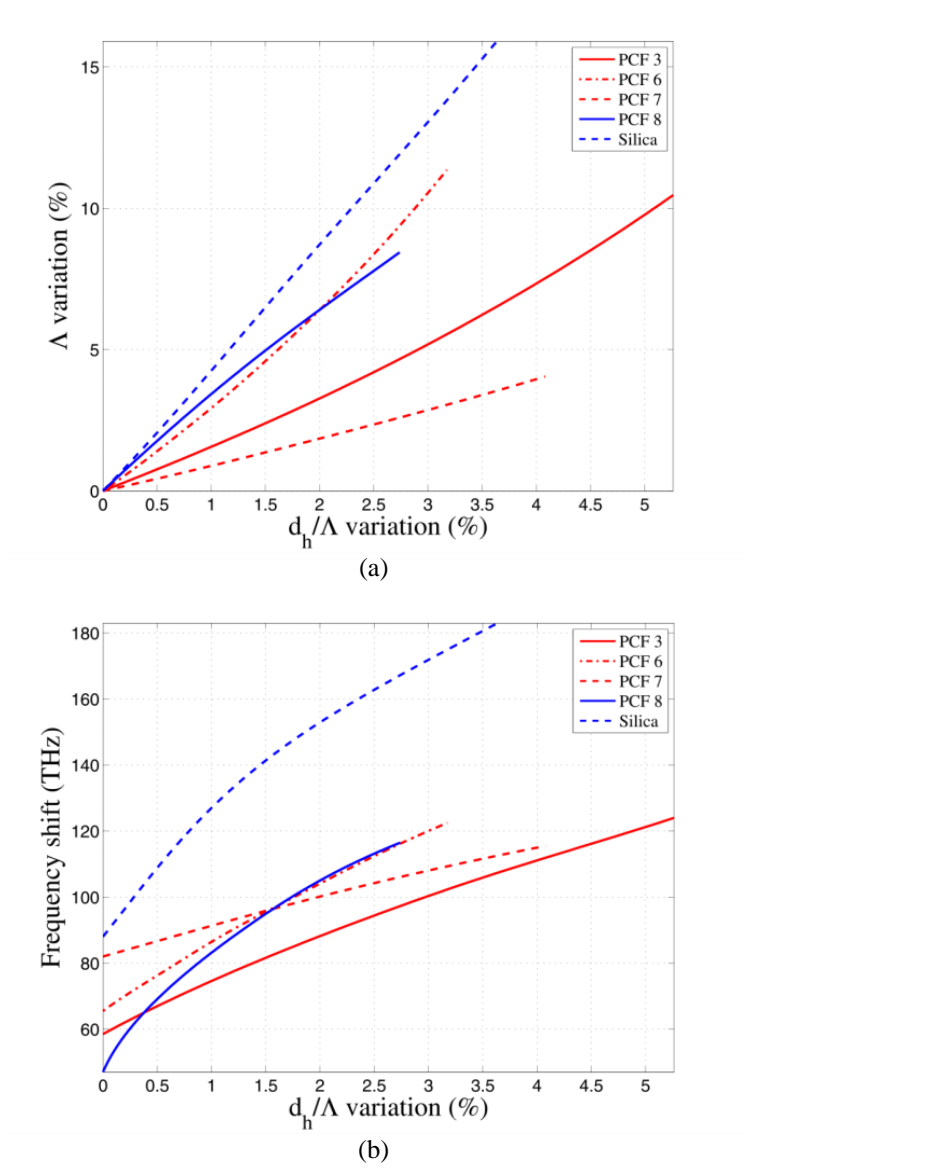 15
10
5
0
Λ variation (%)
PCF 3
PCF 6
PCF 7
PCF 8
Silica
0 0.5 1 1.5 2 2.5 3 3.5 4 4.5 5
d_h/Λ variation (%)
(a)
180
160
140
120
100
80
60
Frequency shift (THz)
PCF 3
PCF 6
PCF 7
PCF 8
Silica
0 0.5 1 1.5 2 2.5 3 3.5 4 4.5 5
d_h/Λ variation (%)
(b)